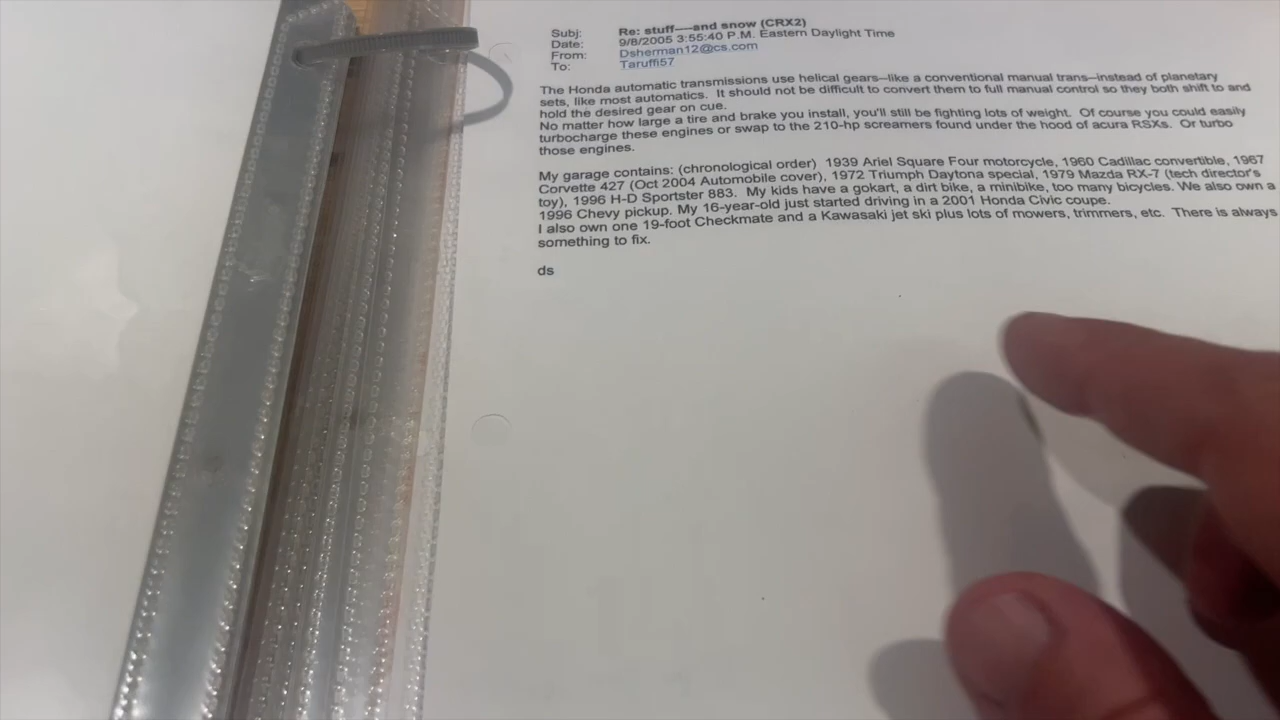 Subj: Re: stuff----and snow (CRX2)
Date: 9/8/2005 3:55:40 P.M. Eastern Daylight Time
From: Dsherman12@cs.com
To: Taruffi57
The Honda automatic transmissions use helical gears--like a conventional manual trans--instead of planetary
sets, like most automatics. It should not be difficult to convert them to full manual control so they both shift to and
hold the desired gear on cue.
No matter how large a tire and brake you install, you'll still be fighting lots of weight. Of course you could easily
turbocharge these engines or swap to the 210-hp screamers found under the hood of acura RSXs. Or turbo
those engines.
My garage contains: (chronological order) 1939 Ariel Square Four motorcycle, 1960 Cadillac convertible, 1967
Corvette 427 (Oct 2004 Automobile cover), 1972 Triumph Daytona special, 1979 Mazda RX-7 (tech director's
toy), 1996 H-D Sportster 883. My kids have a gokart, a dirt bike, a minibike, too many bicycles. We also own a
1996 Chevy pickup. My 16-year-old just started driving in a 2001 Honda Civic coupe.
I also own one 19-foot Checkmate and a Kawasaki jet ski plus lots of mowers, trimmers, etc. There is always
something to fix.
ds